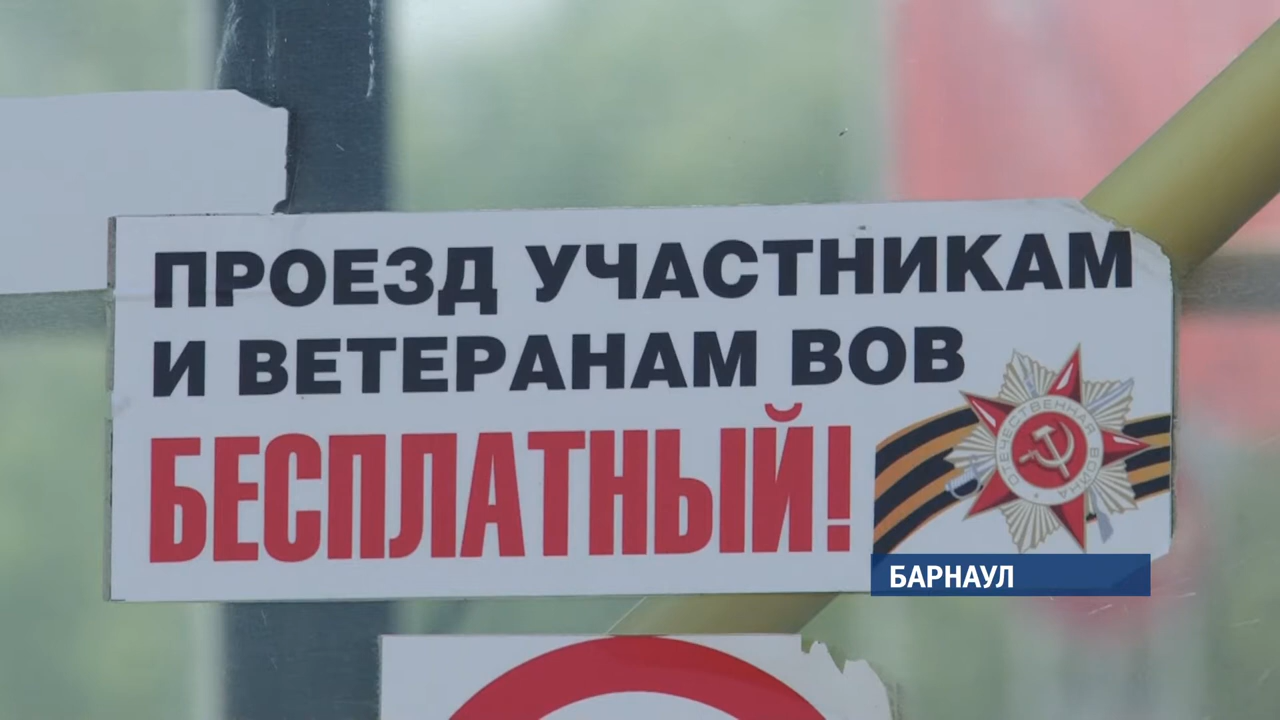 ПРОЕЗД УЧАСТНИКАМ
И ВЕТЕРАНАМ ВОВ
БЕСПЛАТНЫЙ!
ОТЕЧЕСТВЕННАЯ ВОЙНА
БАРНАУЛ